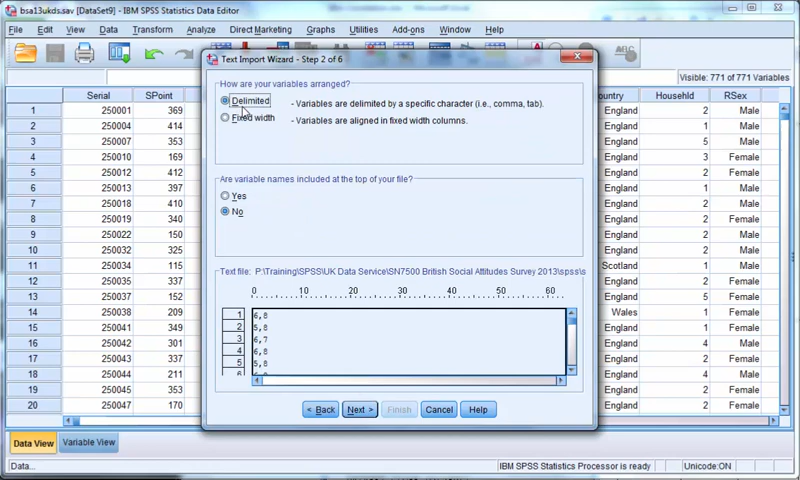 bsa13ukds.sav [DataSet9] - IBM SPSS Statistics Data Editor
File Edit View Data Transform Analyze Direct Marketing Graphs Utilities Add-ons Window Help
Visible: 771 of 771 Variables
Text Import Wizard - Step 2 of 6
How are your variables arranged?
Delimited - Variables are delimited by a specific character (i.e., comma, tab).
Fixed width - Variables are aligned in fixed width columns.
Are variable names included at the top of your file?
Yes
No
Text file: P:\Training\SPSS\UK Data Service\SN7500 British Social Attitudes Survey 2013\spss\s
0 10 20 30 40 50 60
1 6,8
2 5,8
3 6,7
4 6,8
5 5,8
6
< Back Next > Finish Cancel Help
Serial SPoint ountry Househld RSex
1 250001 369 England 2 Male
2 250004 414 England 1 Male
3 250007 353 England 5 Male
4 250010 169 England 3 Female
5 250012 412 England 2 Female
6 250013 397 England 1 Male
7 250018 410 England 2 Male
8 250019 340 England 2 Female
9 250022 150 England 2 Male
10 250032 325 England 2 Female
11 250034 115 Scotland 1 Male
12 250035 337 England 2 Female
13 250037 152 England 5 Female
14 250038 209 Wales 1 Male
15 250041 349 England 1 Female
16 250042 301 England 4 Male
17 250043 337 England 2 Female
18 250044 211 England 4 Male
19 250045 353 England 2 Female
20 250047 170 England 2 Female
Data View Variable View
Data... IBM SPSS Statistics Processor is ready Unicode:ON